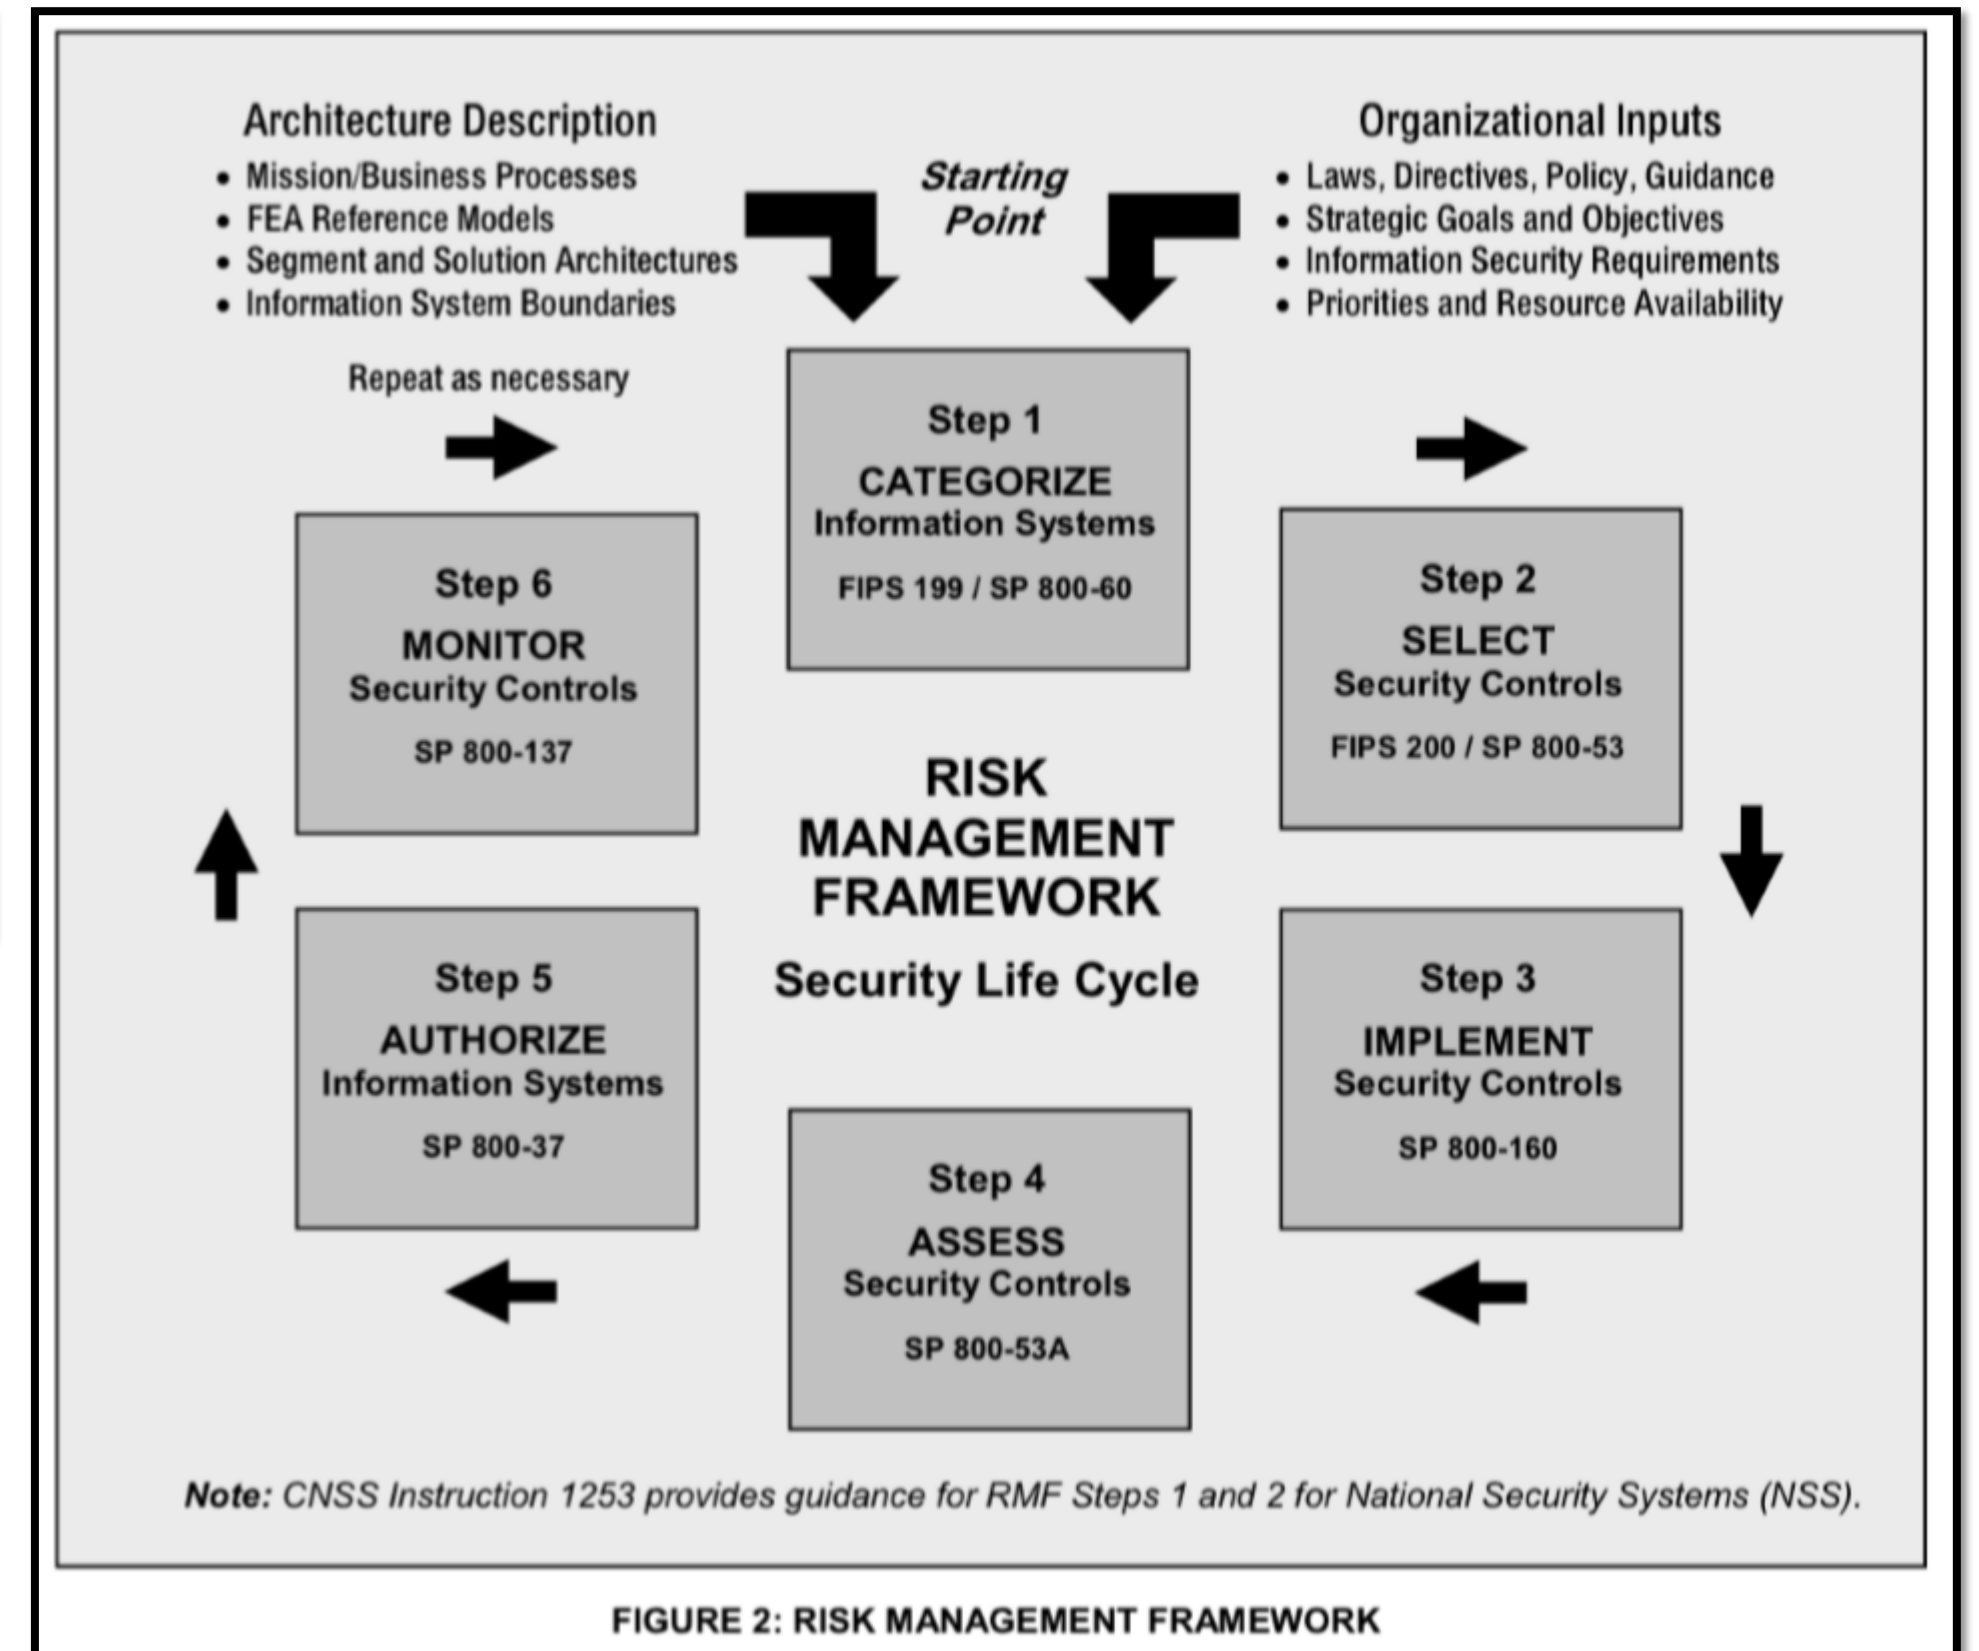 Architecture Description
• Mission/Business Processes
• FEA Reference Models
• Segment and Solution Architectures
• Information System Boundaries
Starting
Point
Organizational Inputs
• Laws, Directives, Policy, Guidance
• Strategic Goals and Objectives
• Information Security Requirements
• Priorities and Resource Availability
Repeat as necessary
Step 1
CATEGORIZE
Information Systems
FIPS 199 / SP 800-60
Step 2
SELECT
Security Controls
FIPS 200 / SP 800-53
Step 3
IMPLEMENT
Security Controls
SP 800-160
Step 4
ASSESS
Security Controls
SP 800-53A
Step 5
AUTHORIZE
Information Systems
SP 800-37
Step 6
MONITOR
Security Controls
SP 800-137
RISK
MANAGEMENT
FRAMEWORK
Security Life Cycle
Note: CNSS Instruction 1253 provides guidance for RMF Steps 1 and 2 for National Security Systems (NSS).
FIGURE 2: RISK MANAGEMENT FRAMEWORK